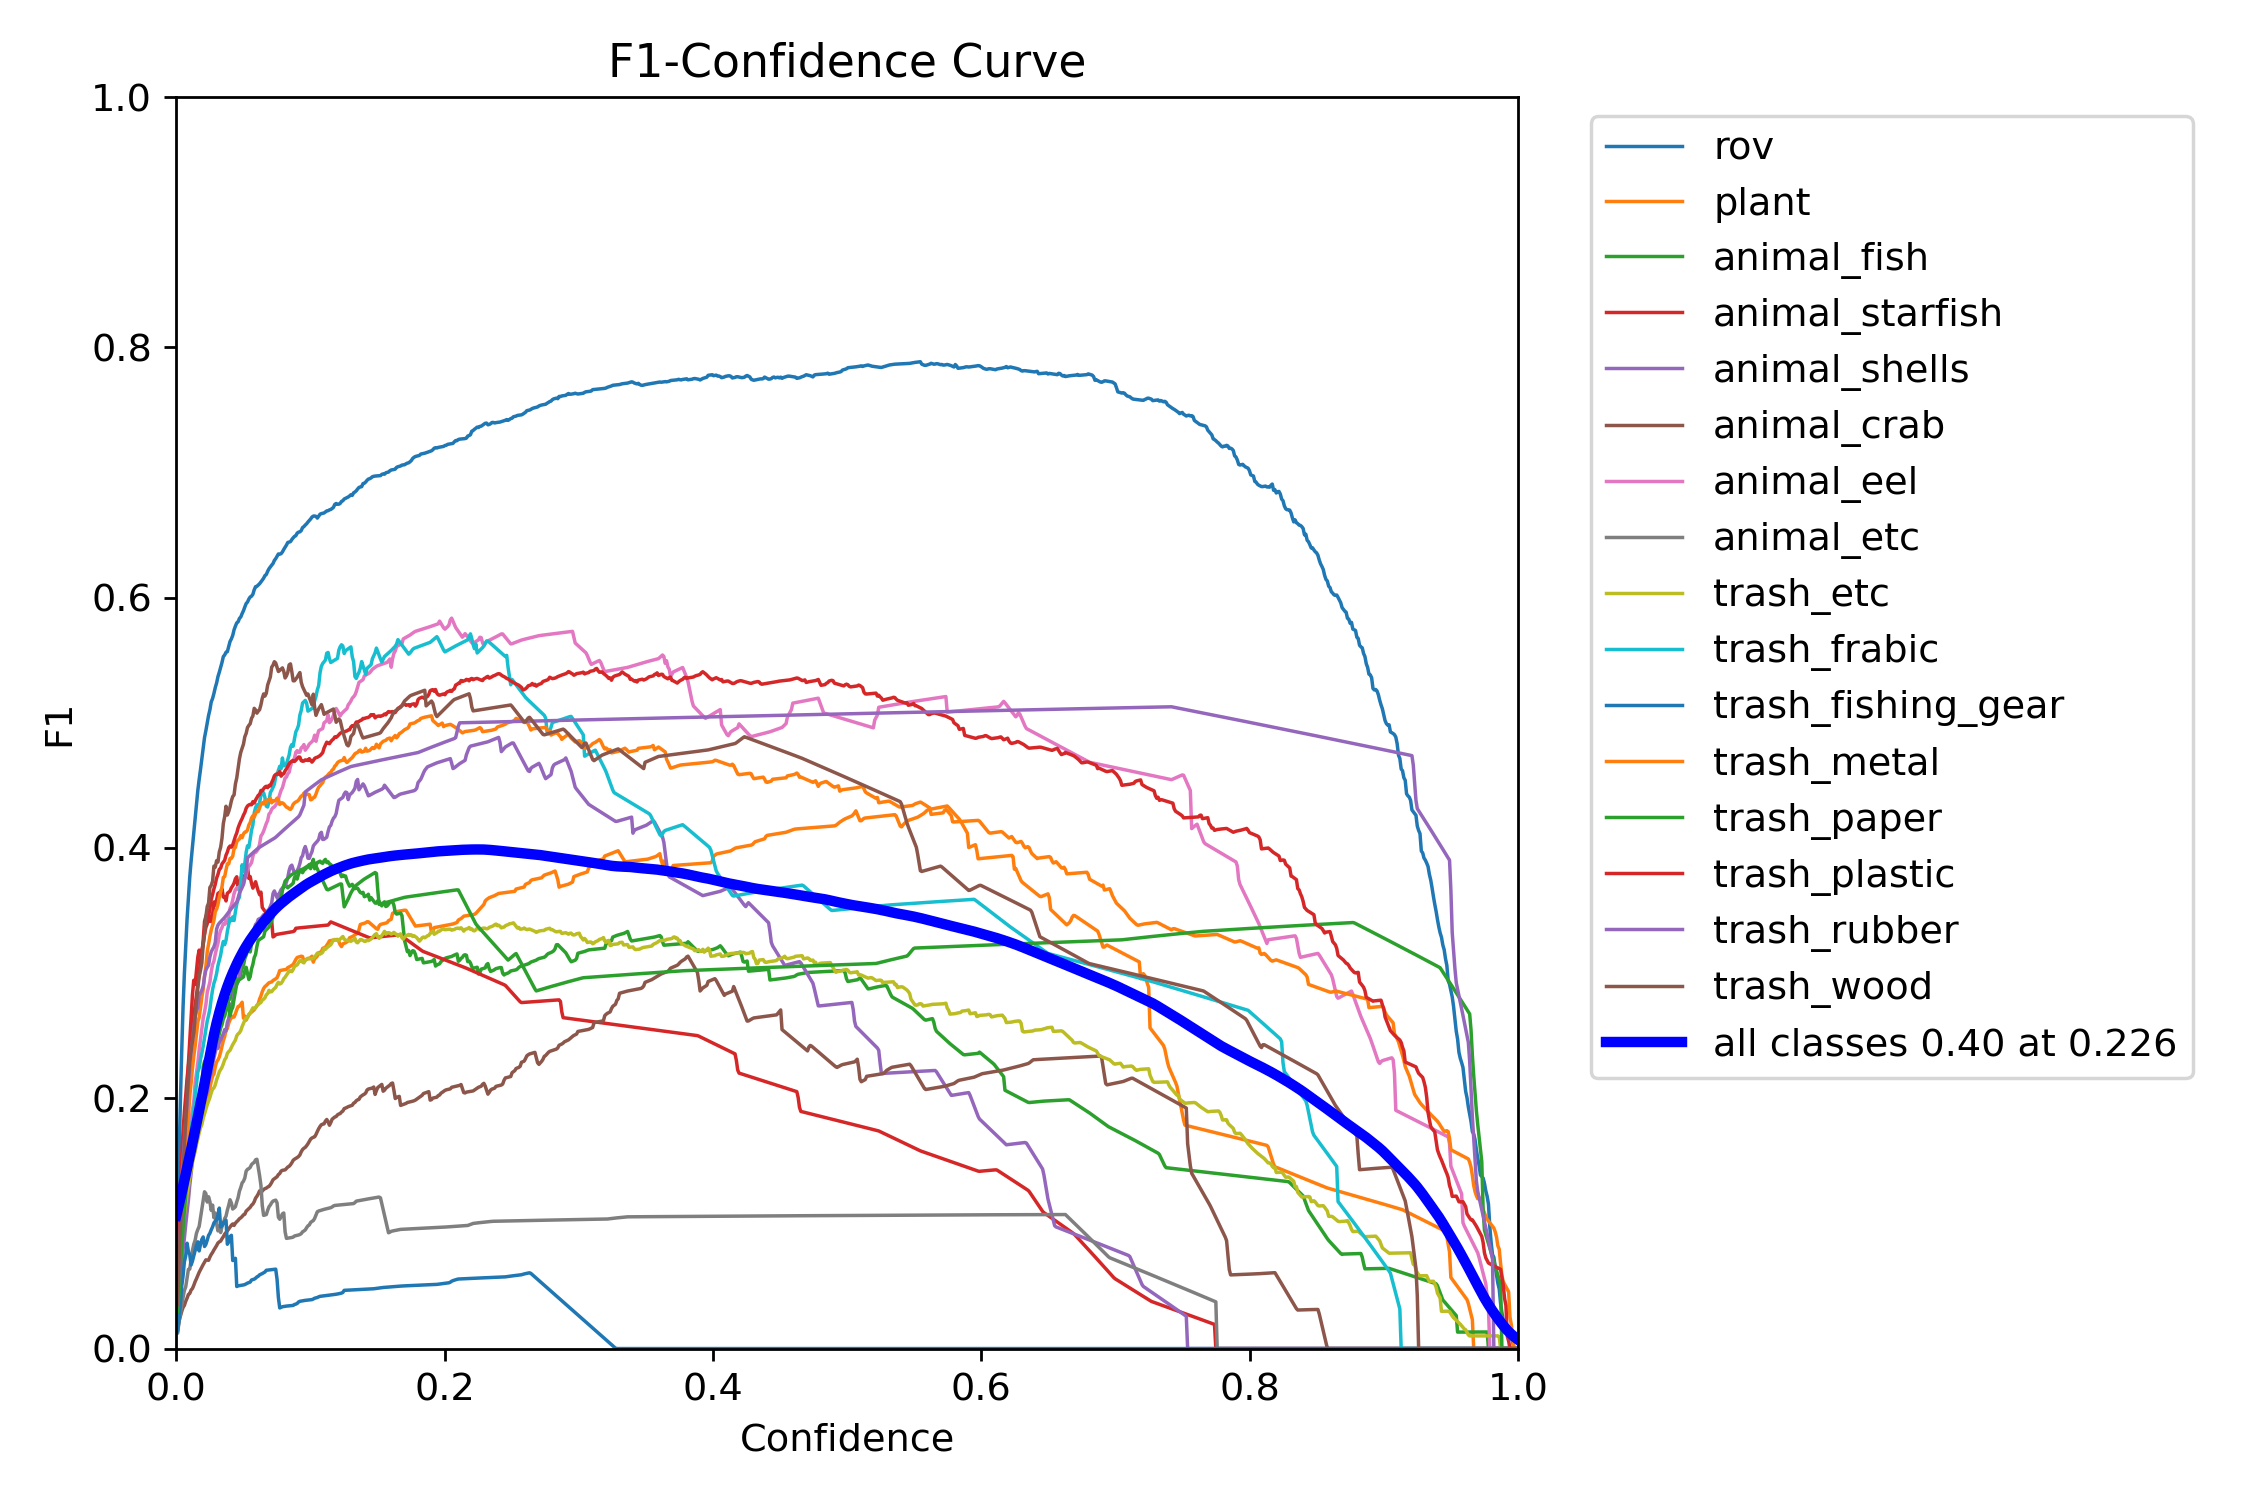 F1-Confidence Curve
1.0
0.8
0.6
0.4
0.2
0.0
F1
0.0 0.2 0.4 0.6 0.8 1.0
Confidence
rov
plant
animal_fish
animal_starfish
animal_shells
animal_crab
animal_eel
animal_etc
trash_etc
trash_frabic
trash_fishing_gear
trash_metal
trash_paper
trash_plastic
trash_rubber
trash_wood
all classes 0.40 at 0.226